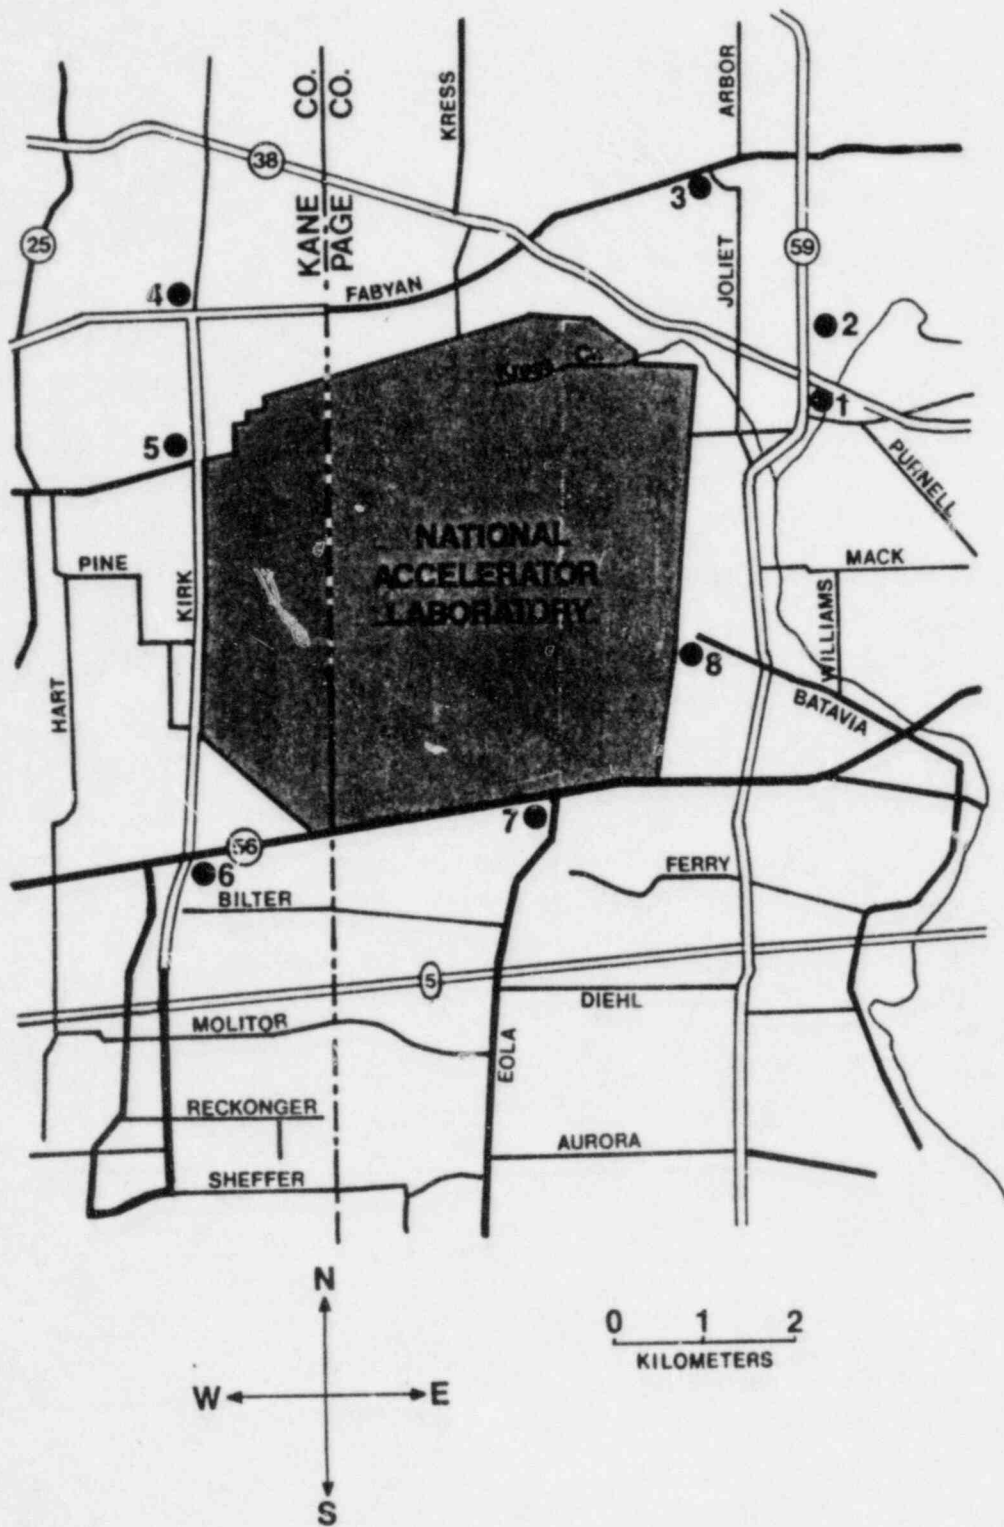 KANE CO.
PAGE CO.
KRESS
ARBOR
38
3
25
59
JOLIET
4
FABYAN
2
Kress Cr.
1
5
PURNELL
NATIONAL
ACCELERATOR
LABORATORY
PINE
MACK
KIRK
WILLIAMS
8
HART
BATAVIA
7
56
6
FERRY
BILTER
5
DIEHL
MOLITOR
EOLA
RECKONGER
AURORA
SHEFFER
N
0 1 2
KILOMETERS
W E
S